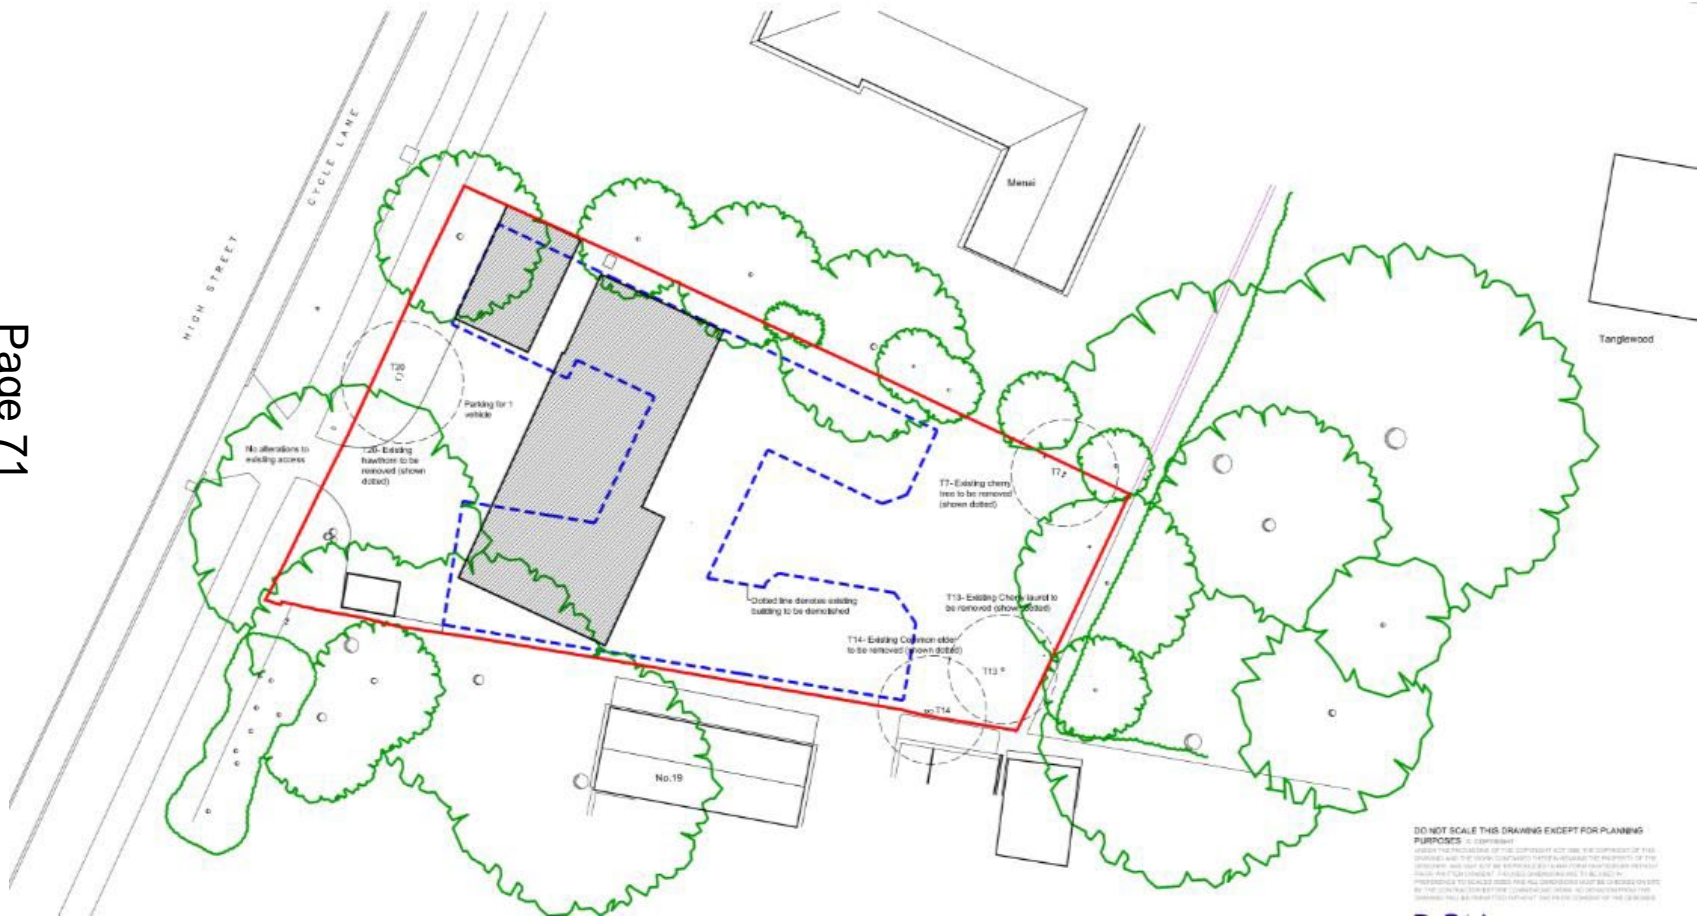 Page 71
HIGH STREET
CYCLE LANE
Menai
Tanglewood
T20
Parking for 1
vehicle
No alterations to
existing access
T20- Existing
hawthorn to be
removed (shown
dotted)
T7
T7- Existing cherry
tree to be removed
(shown dotted)
Dotted line denotes existing
building to be demolished
T13- Existing Cherry laurel to
be removed (shown dotted)
T14- Existing Common elder
to be removed (shown dotted)
T13
T14
No.19
DO NOT SCALE THIS DRAWING EXCEPT FOR PLANNING
PURPOSES © COPYRIGHT